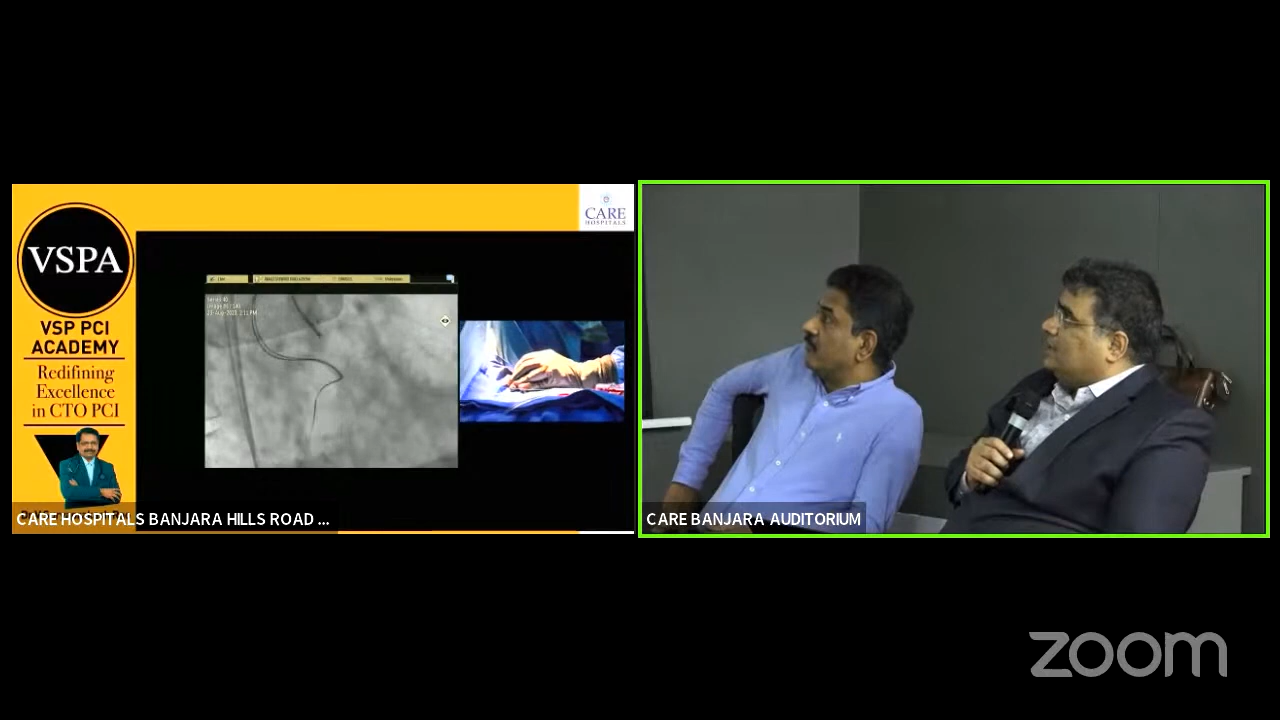 VSPA
VSP PCI
ACADEMY
Redifining
Excellence
in CTO PCI
CARE
HOSPITALS
CARE HOSPITALS BANJARA HILLS ROAD ...
CARE BANJARA AUDITORIUM
zoom